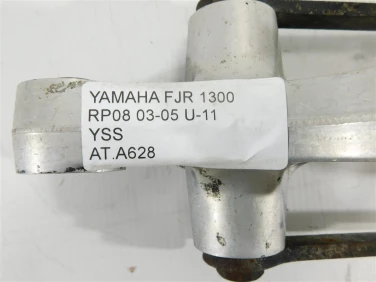 YAMAHA FJR 1300
RP08 03-05 U-11
YSS
AT.A628